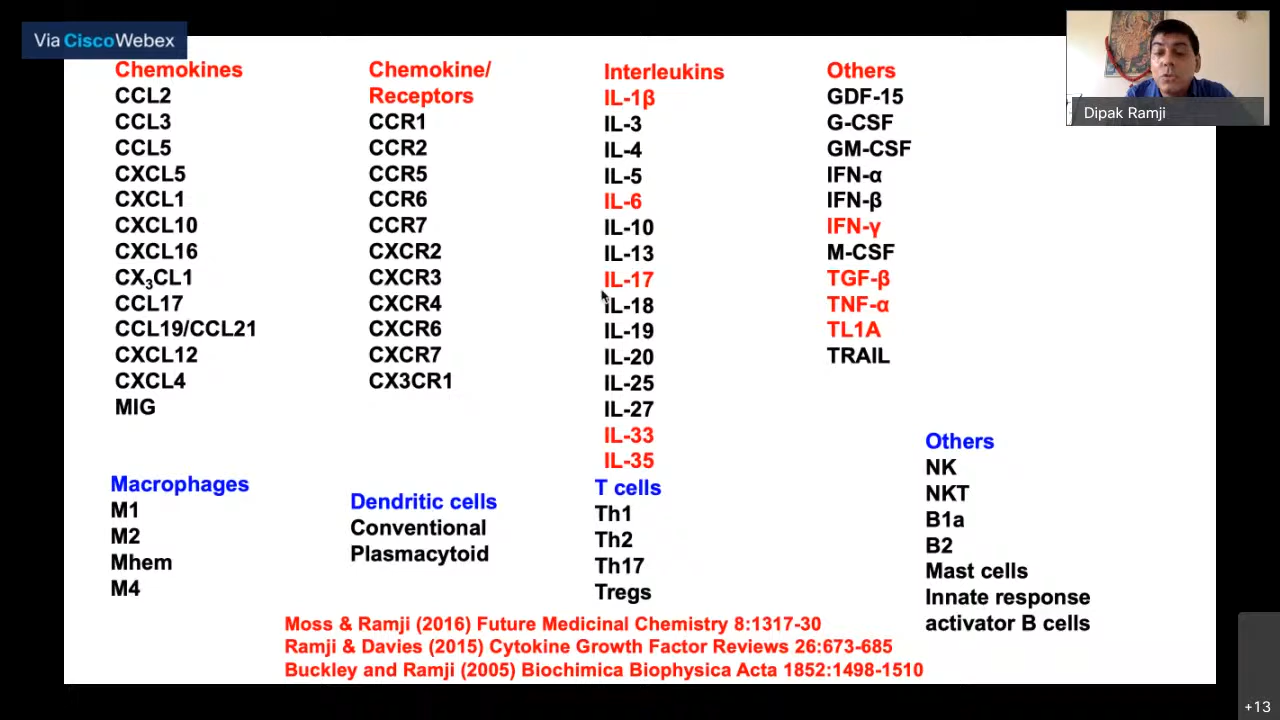 Via CiscoWebex
Dipak Ramji
Chemokines
CCL2
CCL3
CCL5
CXCL5
CXCL1
CXCL10
CXCL16
CX₃CL1
CCL17
CCL19/CCL21
CXCL12
CXCL4
MIG
Chemokine/
Receptors
CCR1
CCR2
CCR5
CCR6
CCR7
CXCR2
CXCR3
CXCR4
CXCR6
CXCR7
CX3CR1
Interleukins
IL-1β
IL-3
IL-4
IL-5
IL-6
IL-10
IL-13
IL-17
IL-18
IL-19
IL-20
IL-25
IL-27
IL-33
IL-35
Others
GDF-15
G-CSF
GM-CSF
IFN-α
IFN-β
IFN-γ
M-CSF
TGF-β
TNF-α
TL1A
TRAIL
Macrophages
M1
M2
Mhem
M4
Dendritic cells
Conventional
Plasmacytoid
T cells
Th1
Th2
Th17
Tregs
Others
NK
NKT
B1a
B2
Mast cells
Innate response
activator B cells
Moss & Ramji (2016) Future Medicinal Chemistry 8:1317-30
Ramji & Davies (2015) Cytokine Growth Factor Reviews 26:673-685
Buckley and Ramji (2005) Biochimica Biophysica Acta 1852:1498-1510
+13